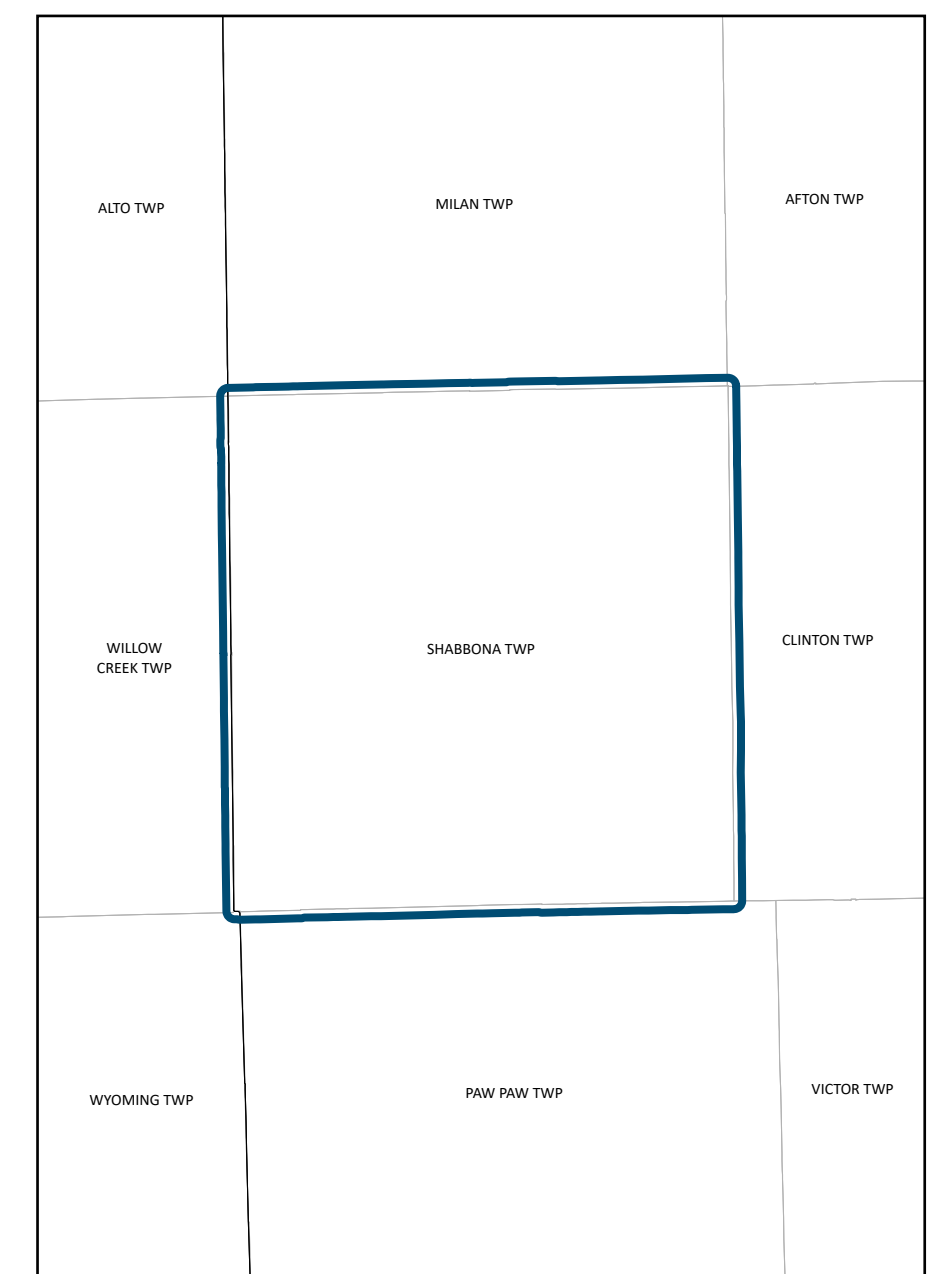 ALTO TWP
MILAN TWP
AFTON TWP
WILLOW
CREEK TWP
SHABBONA TWP
CLINTON TWP
WYOMING TWP
PAW PAW TWP
VICTOR TWP